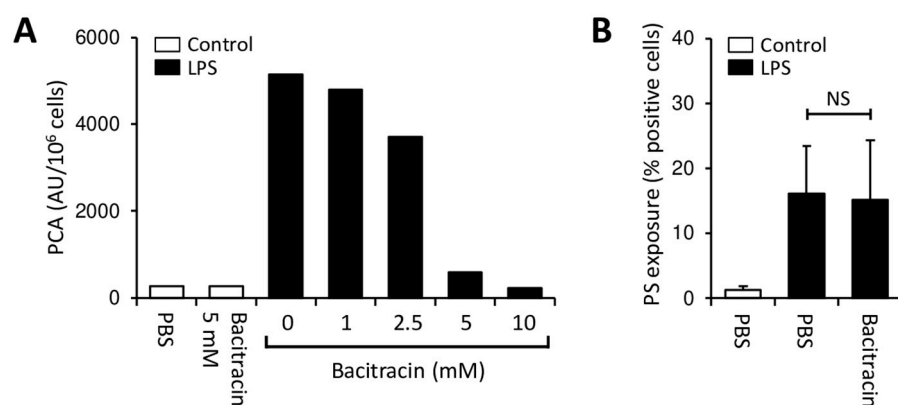 A
PCA (AU/10⁶ cells)
6000
4000
2000
0
Control
LPS
PBS
Bacitracin
5 mM
0 1 2.5 5 10
Bacitracin (mM)
B
PS exposure (% positive cells)
40
30
20
10
0
Control
LPS
NS
PBS
PBS
Bacitracin